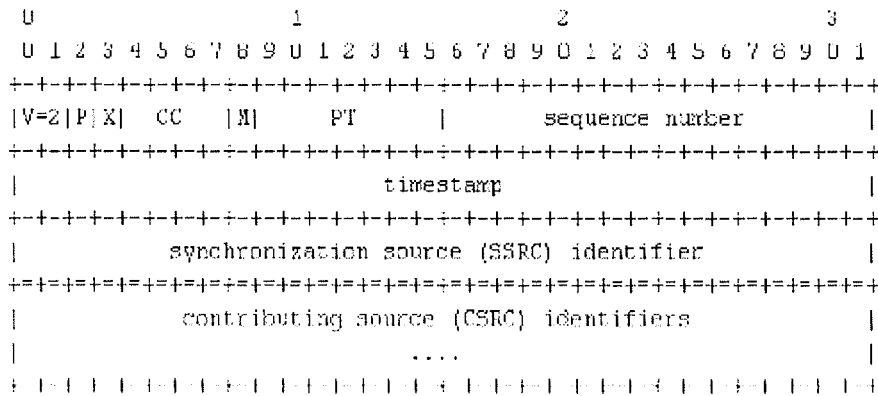 0                   1                   2                   3
0 1 2 3 4 5 6 7 8 9 0 1 2 3 4 5 6 7 8 9 0 1 2 3 4 5 6 7 8 9 0 1
+-+-+-+-+-+-+-+-+-+-+-+-+-+-+-+-+-+-+-+-+-+-+-+-+-+-+-+-+-+-+-+-+
|V=2|P|X| CC |M| PT | sequence number |
+-+-+-+-+-+-+-+-+-+-+-+-+-+-+-+-+-+-+-+-+-+-+-+-+-+-+-+-+-+-+-+-+
| timestamp |
+-+-+-+-+-+-+-+-+-+-+-+-+-+-+-+-+-+-+-+-+-+-+-+-+-+-+-+-+-+-+-+-+
| synchronization source (SSRC) identifier |
+=+=+=+=+=+=+=+=+=+=+=+=+=+=+=+=+=+=+=+=+=+=+=+=+=+=+=+=+=+=+=+=+
| contributing source (CSRC) identifiers |
| .... |
+-+-+-+-+-+-+-+-+-+-+-+-+-+-+-+-+-+-+-+-+-+-+-+-+-+-+-+-+-+-+-+-+